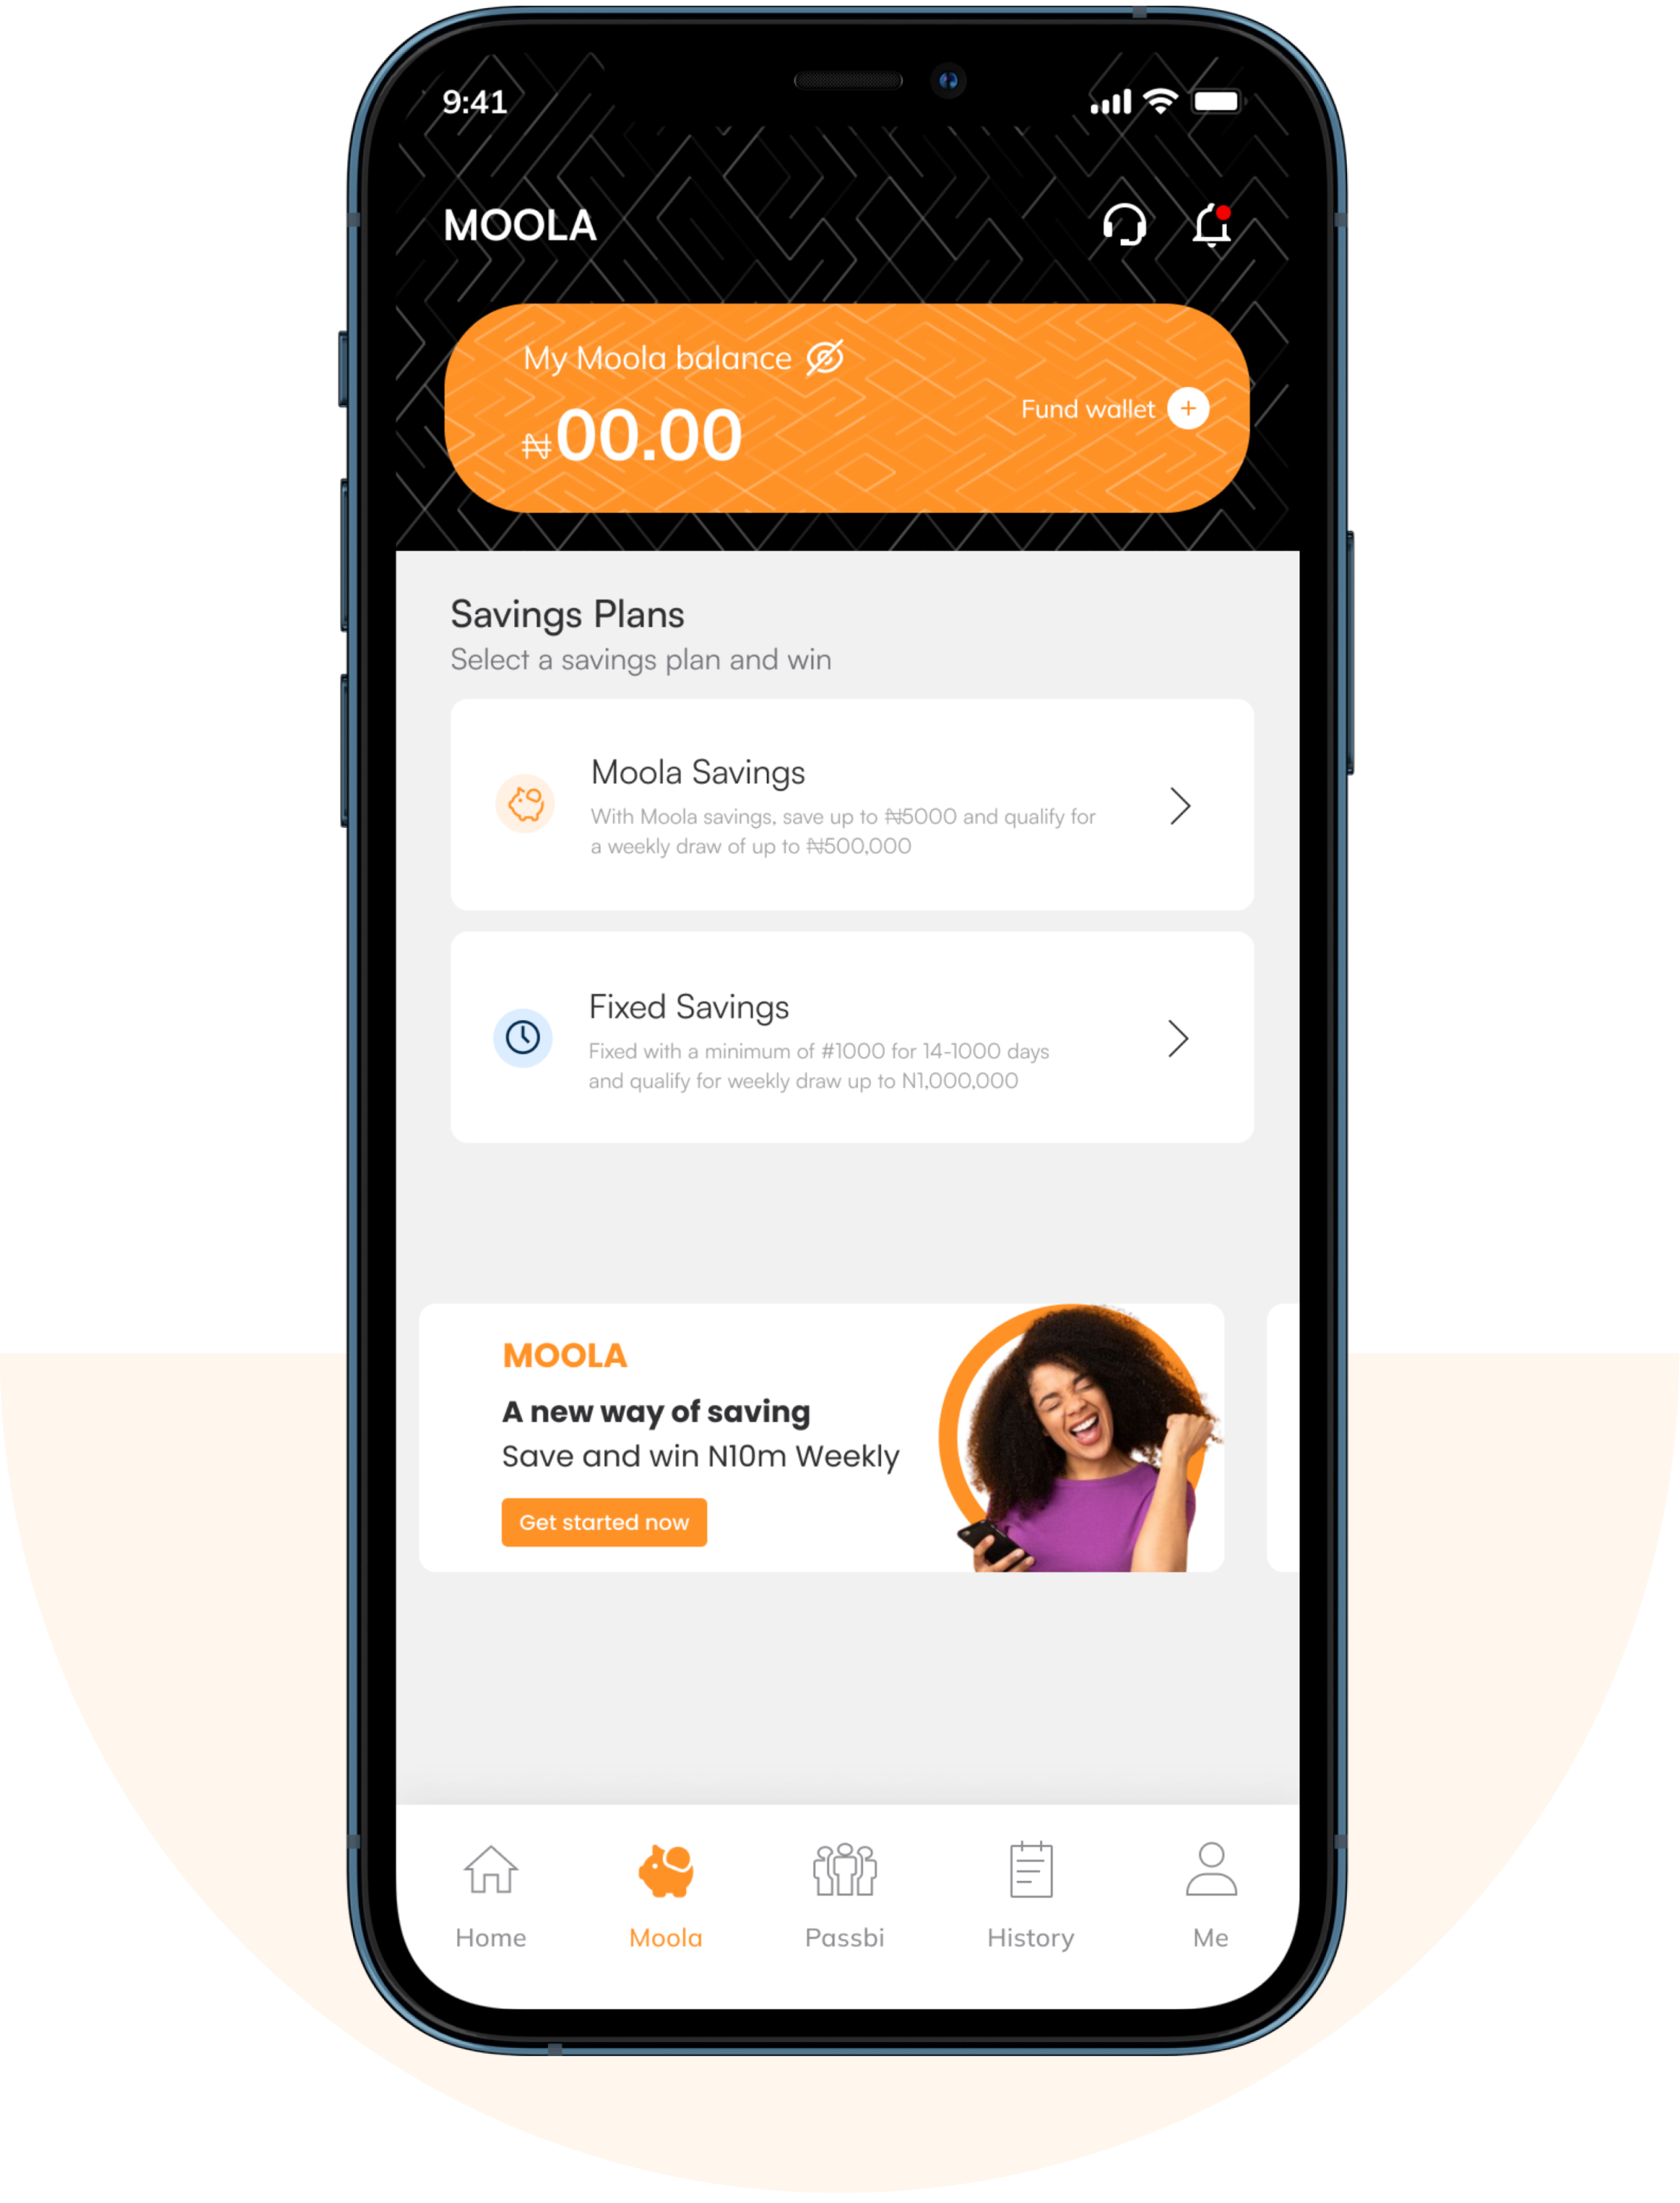 9:41
MOOLA
My Moola balance
₦00.00
Fund wallet +
Savings Plans
Select a savings plan and win
Moola Savings
With Moola savings, save up to ₦5000 and qualify for
a weekly draw of up to ₦500,000
Fixed Savings
Fixed with a minimum of #1000 for 14-1000 days
and qualify for weekly draw up to N1,000,000
MOOLA
A new way of saving
Save and win N10m Weekly
Get started now
Home Moola Passbi History Me